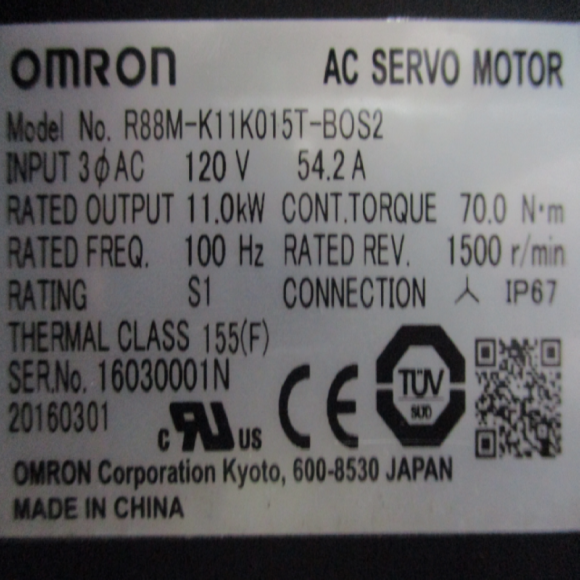 OMRON AC SERVO MOTOR
Model No. R88M-K11K015T-BOS2
INPUT 3ϕAC 120 V 54.2 A
RATED OUTPUT 11.0kW CONT.TORQUE 70.0 N·m
RATED FREQ. 100 Hz RATED REV. 1500 r/min
RATING S1 CONNECTION 人 IP67
THERMAL CLASS 155(F)
SER.No. 16030001N
20160301
c RU US CE TÜV SÜD
OMRON Corporation Kyoto, 600-8530 JAPAN
MADE IN CHINA